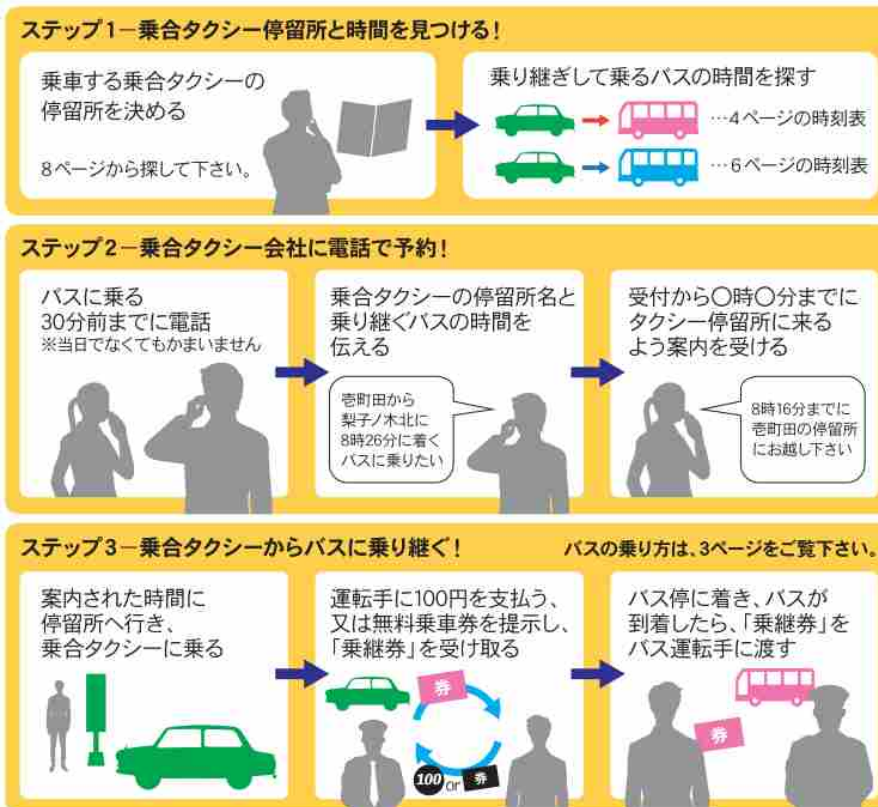 ステップ1－乗合タクシー停留所と時間を見つける！
乗車する乗合タクシーの
停留所を決める
8ページから探して下さい。
乗り継ぎして乗るバスの時間を探す
…4ページの時刻表
…6ページの時刻表
ステップ2－乗合タクシー会社に電話で予約！
バスに乗る
30分前までに電話
※当日でなくてもかまいません
乗合タクシーの停留所名と
乗り継ぐバスの時間を
伝える
壱町田から
梨子ノ木北に
8時26分に着く
バスに乗りたい
受付から〇時〇分までに
タクシー停留所に来る
よう案内を受ける
8時16分までに
壱町田の停留所
にお越し下さい
ステップ3－乗合タクシーからバスに乗り継ぐ！
バスの乗り方は、3ページをご覧下さい。
案内された時間に
停留所へ行き、
乗合タクシーに乗る
運転手に100円を支払う、
又は無料乗車券を提示し、
「乗継券」を受け取る
券
100 or 券
バス停に着き、バスが
到着したら、「乗継券」を
バス運転手に渡す
券